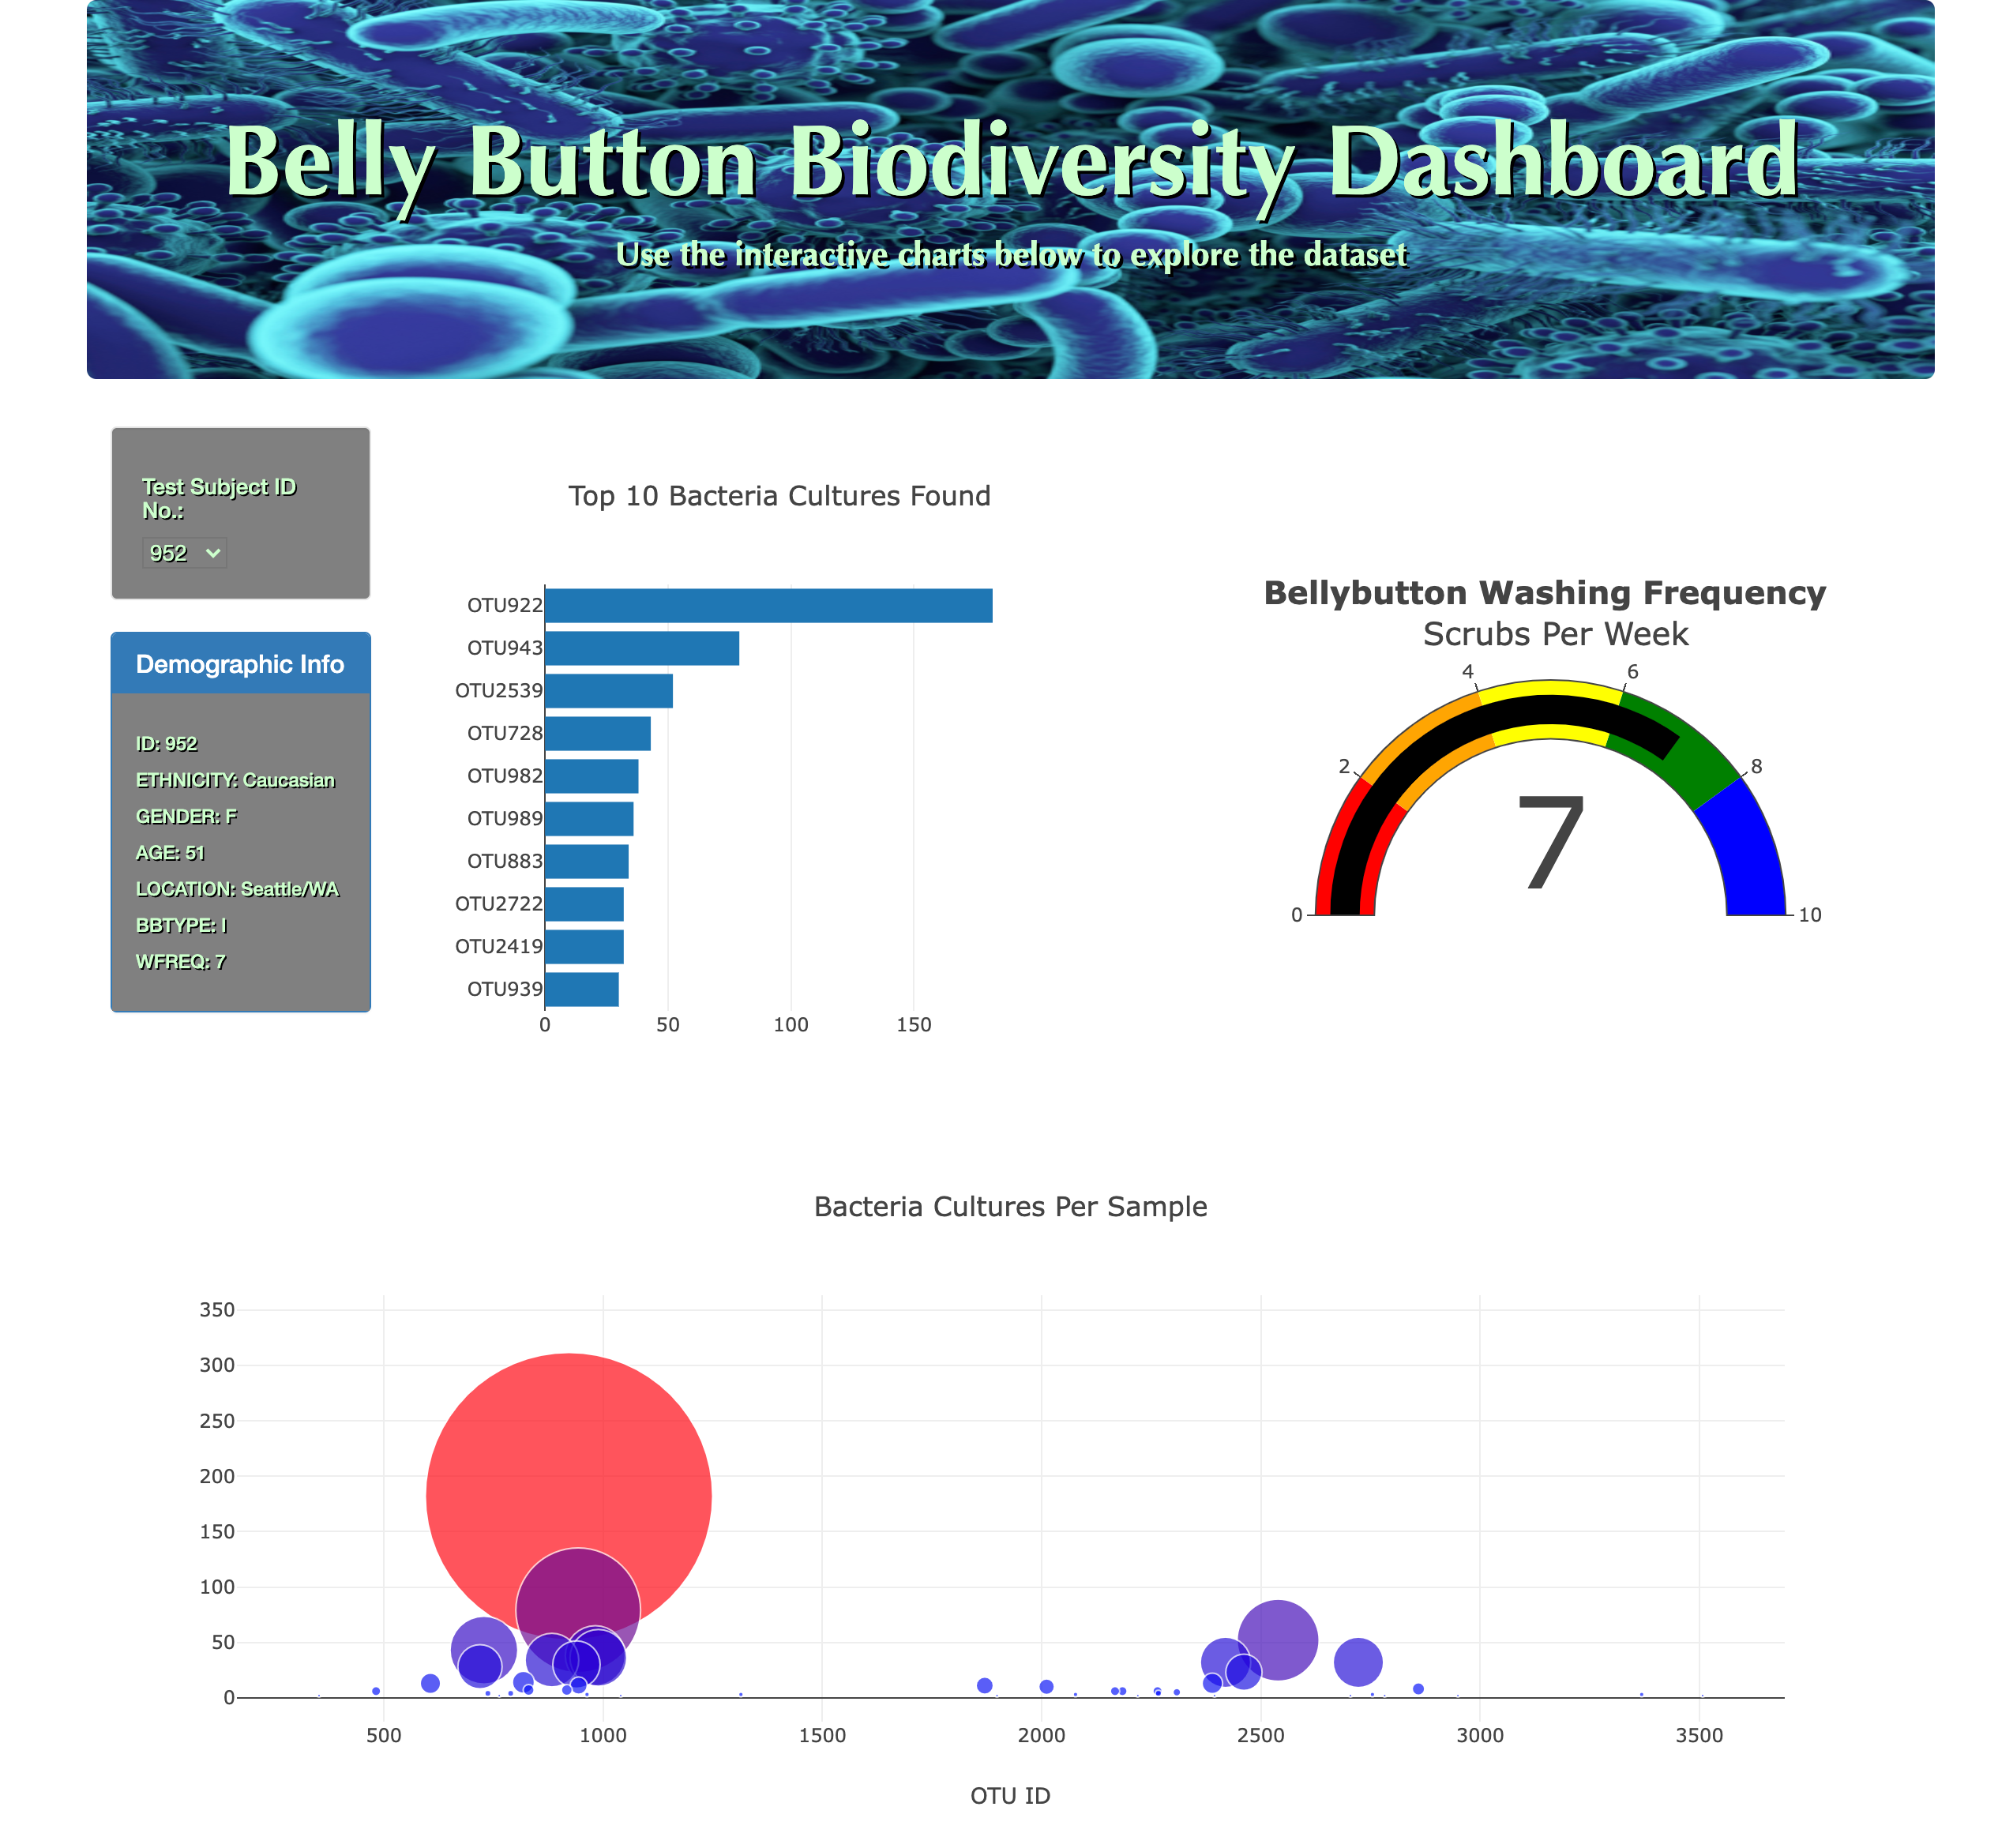 Belly Button Biodiversity Dashboard
Use the interactive charts below to explore the dataset
Test Subject ID
No.:
952
Demographic Info
ID: 952
ETHNICITY: Caucasian
GENDER: F
AGE: 51
LOCATION: Seattle/WA
BBTYPE: I
WFREQ: 7
Top 10 Bacteria Cultures Found
OTU922
OTU943
OTU2539
OTU728
OTU982
OTU989
OTU883
OTU2722
OTU2419
OTU939
0 50 100 150
Bellybutton Washing Frequency
Scrubs Per Week
4 6
2 8
7
0 10
Bacteria Cultures Per Sample
350
300
250
200
150
100
50
0
500 1000 1500 2000 2500 3000 3500
OTU ID